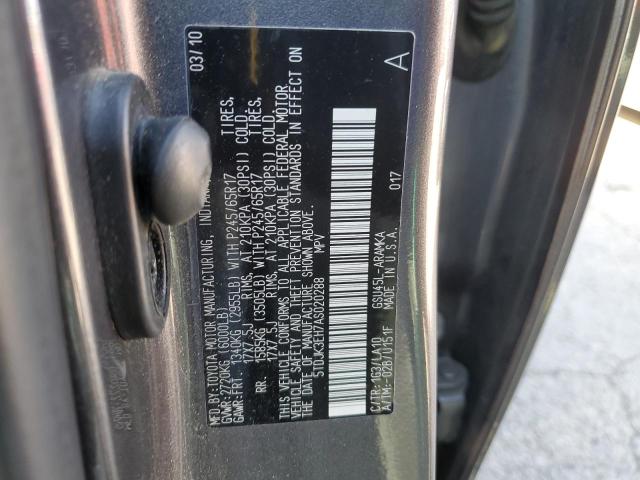 MFD. BY: TOYOTA MOTOR MANUFACTURING, INDIANA 03/10
GVWR: 2720KG (6000LB)
GAWR: FRT. 1340KG (2955LB) WITH P245/65R17 TIRES,
17X7.5J RIMS, AT 210KPA (30PSI) COLD.
RR. 1585KG (3505LB) WITH P245/65R17 TIRES,
17X7.5J RIMS, AT 210KPA (30PSI) COLD.
THIS VEHICLE CONFORMS TO ALL APPLICABLE FEDERAL MOTOR
VEHICLE SAFETY, BUMPER, AND THEFT PREVENTION STANDARDS IN EFFECT ON
THE DATE OF MANUFACTURE SHOWN ABOVE.
5TDJK3EH7AS020288 MPV
A
017
C/TR: 1G3/LA10 GSU45L-ARAMKA
A/TM: -02B/U151F MADE IN U.S.A.